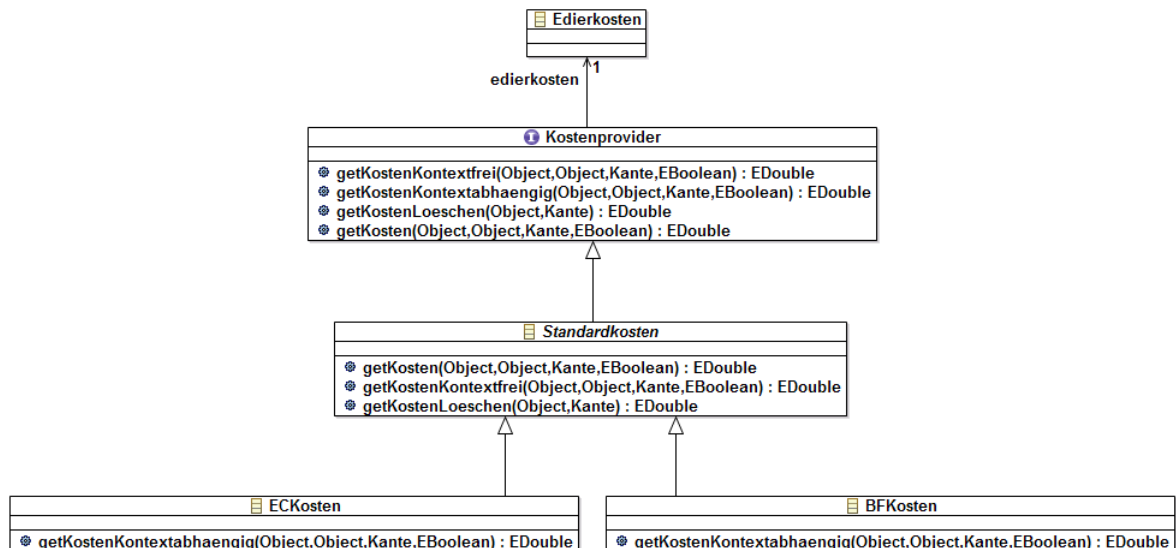 Edierkosten
1
edierkosten
Kostenprovider
getKostenKontextfrei(Object,Object,Kante,EBoolean) : EDouble
getKostenKontextabhaengig(Object,Object,Kante,EBoolean) : EDouble
getKostenLoeschen(Object,Kante) : EDouble
getKosten(Object,Object,Kante,EBoolean) : EDouble
Standardkosten
getKosten(Object,Object,Kante,EBoolean) : EDouble
getKostenKontextfrei(Object,Object,Kante,EBoolean) : EDouble
getKostenLoeschen(Object,Kante) : EDouble
ECKosten
getKostenKontextabhaengig(Object,Object,Kante,EBoolean) : EDouble
BFKosten
getKostenKontextabhaengig(Object,Object,Kante,EBoolean) : EDouble